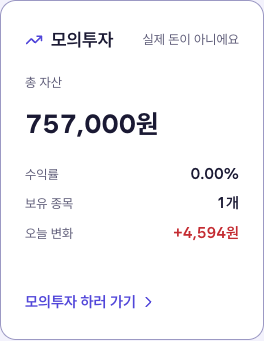 모의투자
실제 돈이 아니에요
총 자산
757,000원
수익률
0.00%
보유 종목
1개
오늘 변화
+4,594원
모의투자 하러 가기